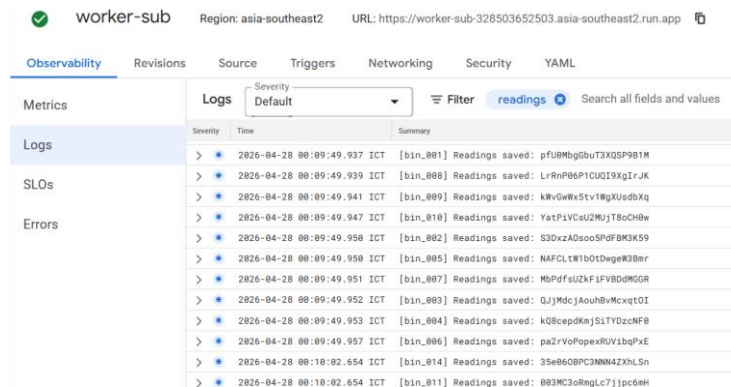 worker-sub Region: asia-southeast2 URL: https://worker-sub-328503652503.asia-southeast2.run.app
Observability Revisions Source Triggers Networking Security YAML
Metrics
Logs
SLOs
Errors
Logs Severity Default Filter readings Search all fields and values
Severity Time Summary
2026-04-28 00:09:49.937 ICT [bin_001] Readings saved: pfU0MbgGbuT3XQSP9B1M
2026-04-28 00:09:49.939 ICT [bin_008] Readings saved: LrRnP06P1CUQI9XgIrJK
2026-04-28 00:09:49.941 ICT [bin_009] Readings saved: kWvGwWx5tv1WgXUsdbXq
2026-04-28 00:09:49.947 ICT [bin_010] Readings saved: YatPiVCsU2MUjT8oCH0w
2026-04-28 00:09:49.950 ICT [bin_002] Readings saved: S3DxzAOsoo5PdFBM3K59
2026-04-28 00:09:49.950 ICT [bin_005] Readings saved: NAFCLtW1bOtDwgeW3Bmr
2026-04-28 00:09:49.951 ICT [bin_007] Readings saved: MbPdfsUZkFiFVBDdMGGR
2026-04-28 00:09:49.952 ICT [bin_003] Readings saved: QJjMdcjAouhBvMcxqtOI
2026-04-28 00:09:49.953 ICT [bin_004] Readings saved: kQ8cepdKmjSiTYDzcNF0
2026-04-28 00:09:49.957 ICT [bin_006] Readings saved: pa2rVoPopexRUVibqPxE
2026-04-28 00:10:02.654 ICT [bin_014] Readings saved: 35e06OBPC3NNN4ZXhLSn
2026-04-28 00:10:02.654 ICT [bin_011] Readings saved: 003MC3oRmgLc7jjpc6mH